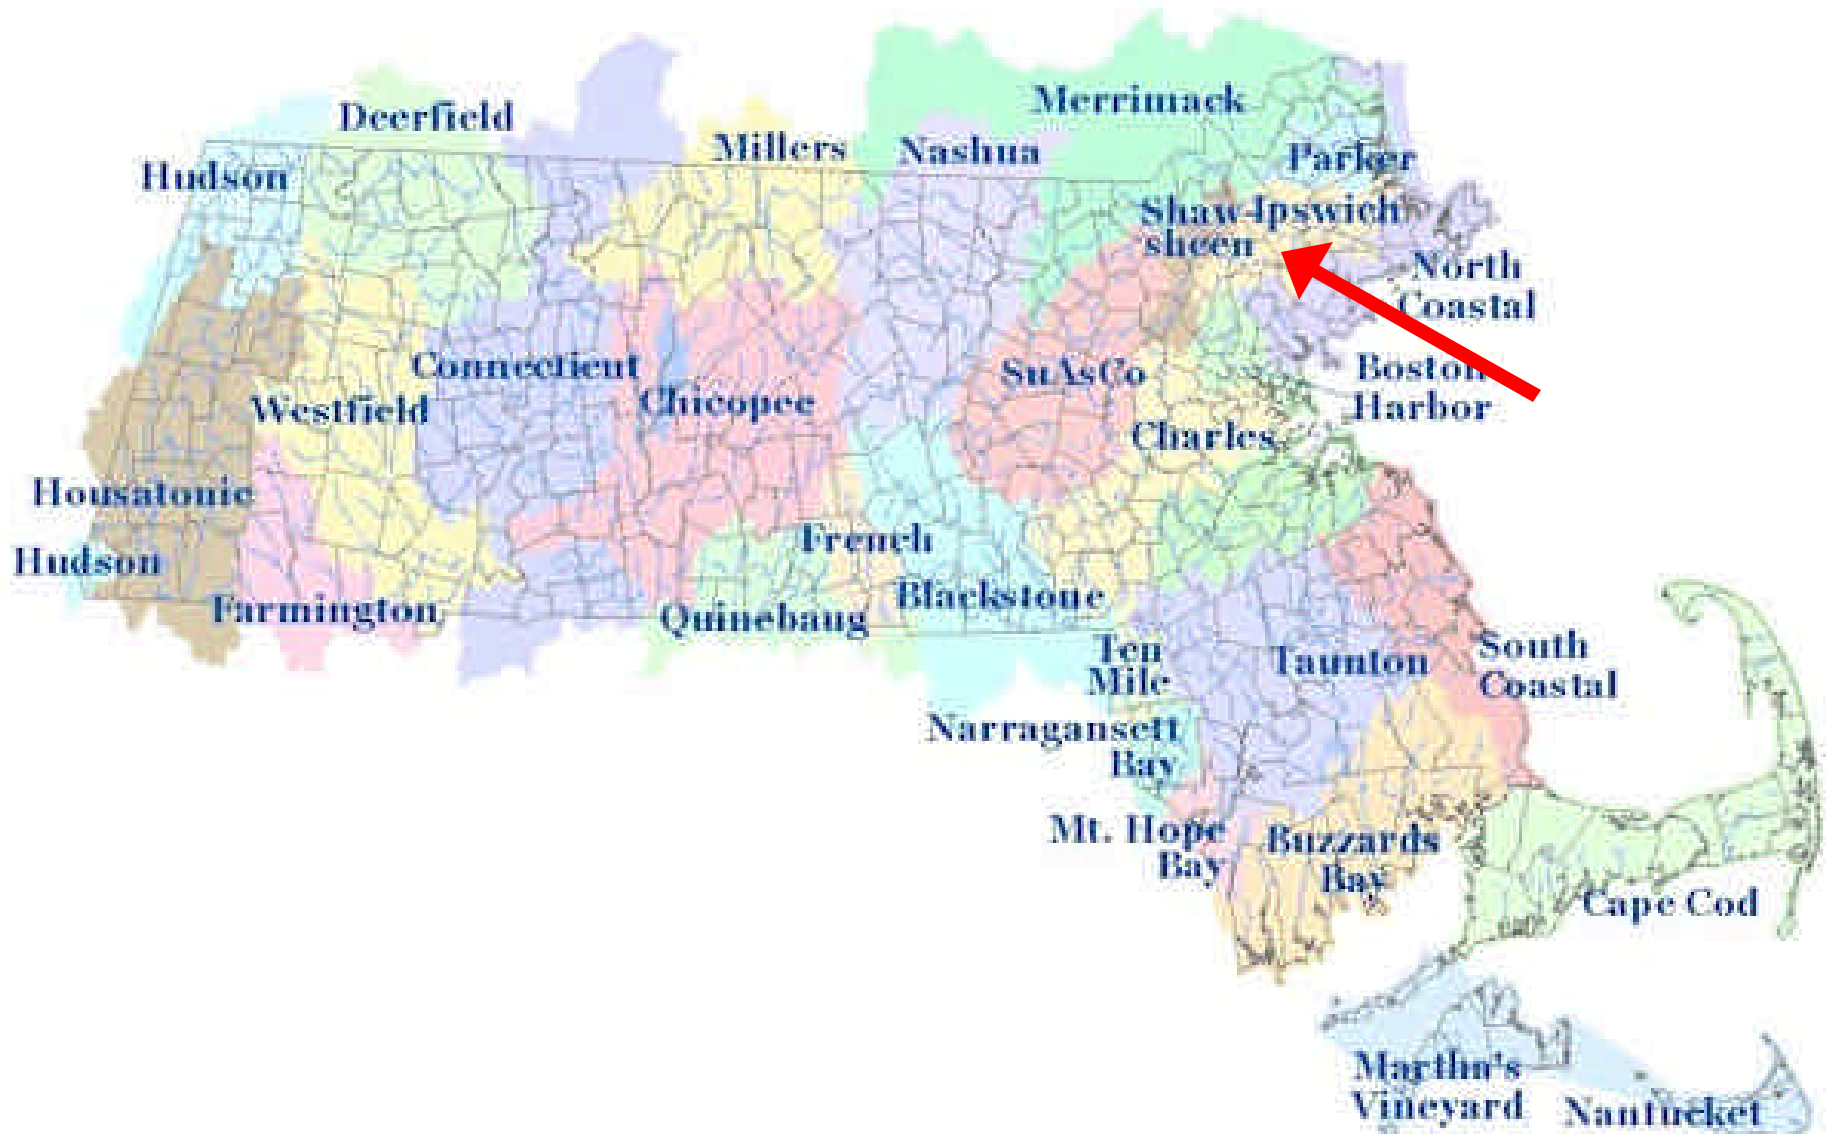 Merrimack
Deerfield
Millers
Nashua
Parker
Hudson
Shaw-
sheen
Ipswich
North
Coastal
Connecticut
SuAsCo
Boston
Harbor
Westfield
Chicopee
Charles
Housatonic
French
Hudson
Farmington
Quinebaug
Blackstone
Ten
Mile
Taunton
South
Coastal
Narragansett
Bay
Mt. Hope
Bay
Buzzards
Bay
Cape Cod
Martha's
Vineyard
Nantucket